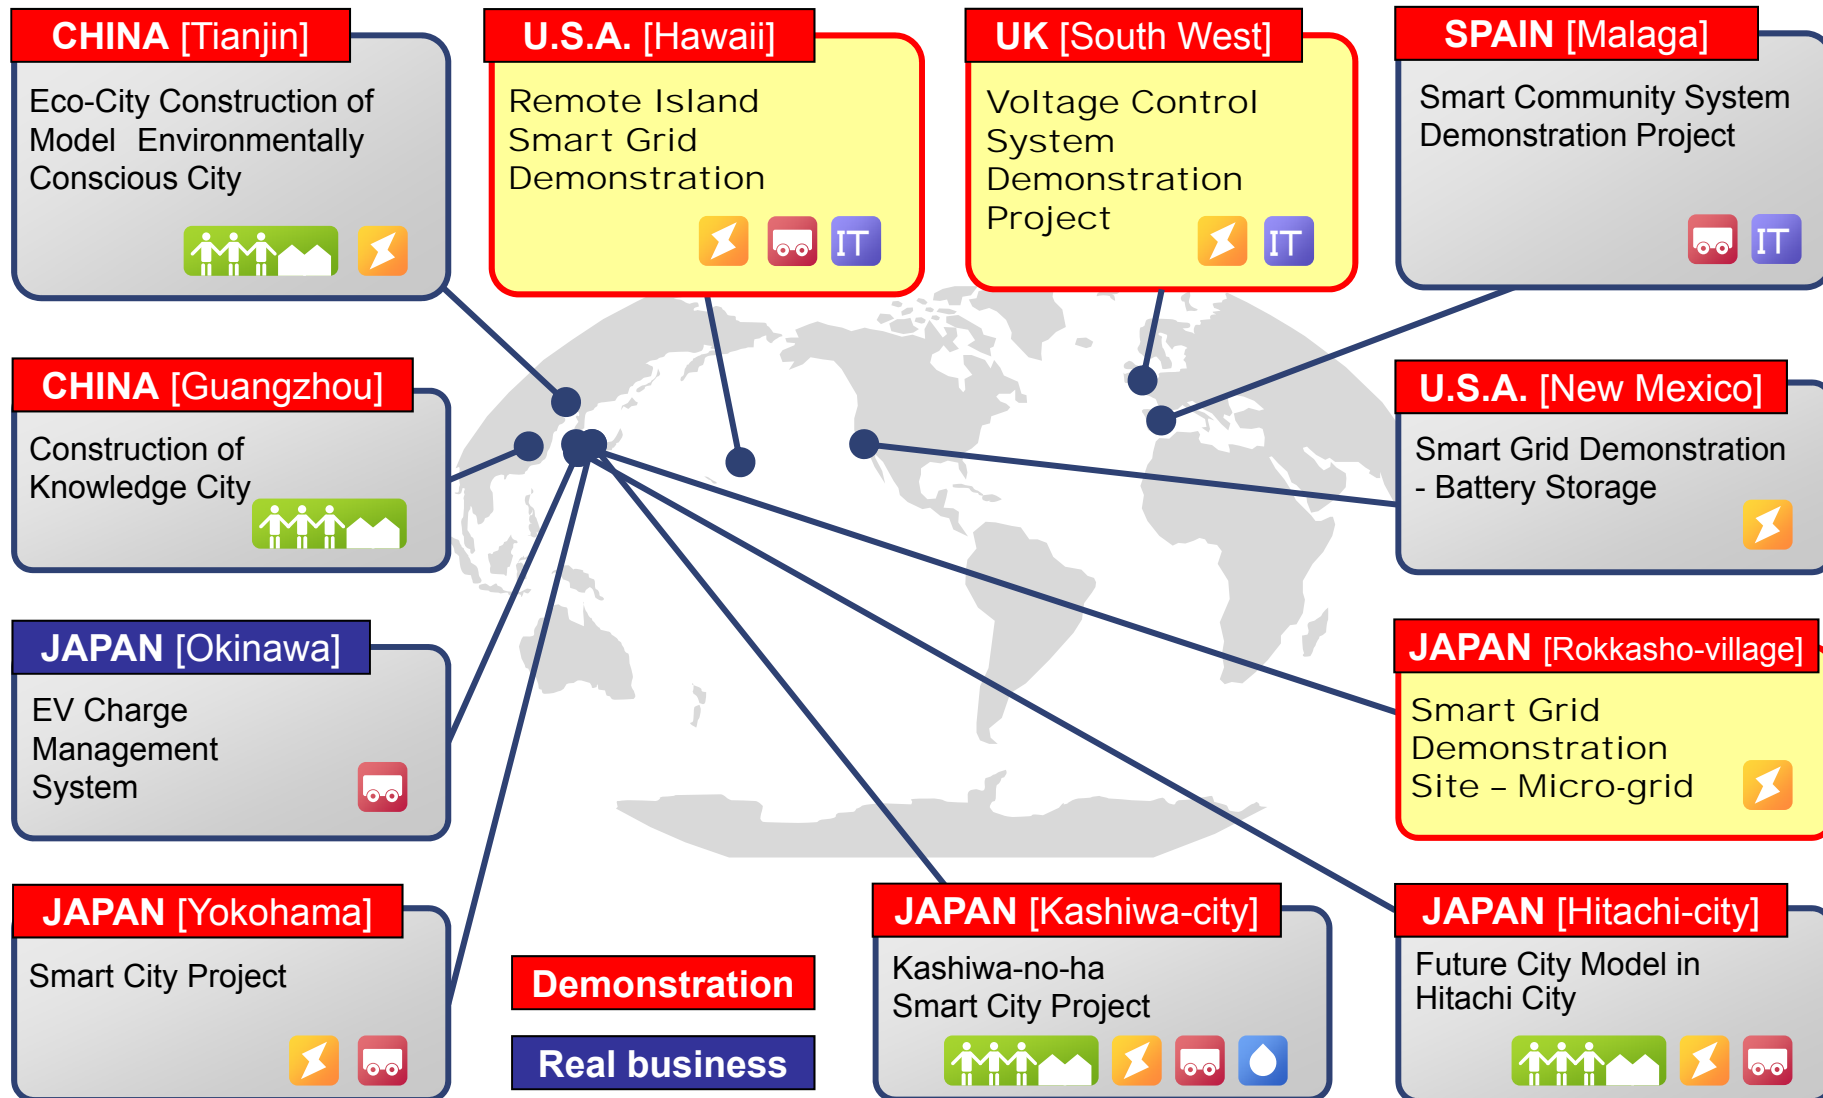 CHINA [Tianjin]
Eco-City Construction of
Model Environmentally
Conscious City
U.S.A. [Hawaii]
Remote Island
Smart Grid
Demonstration
IT
UK [South West]
Voltage Control
System
Demonstration
Project
IT
SPAIN [Malaga]
Smart Community System
Demonstration Project
IT
CHINA [Guangzhou]
Construction of
Knowledge City
U.S.A. [New Mexico]
Smart Grid Demonstration
- Battery Storage
JAPAN [Okinawa]
EV Charge
Management
System
JAPAN [Rokkasho-village]
Smart Grid
Demonstration
Site – Micro-grid
JAPAN [Yokohama]
Smart City Project
Demonstration
Real business
JAPAN [Kashiwa-city]
Kashiwa-no-ha
Smart City Project
JAPAN [Hitachi-city]
Future City Model in
Hitachi City